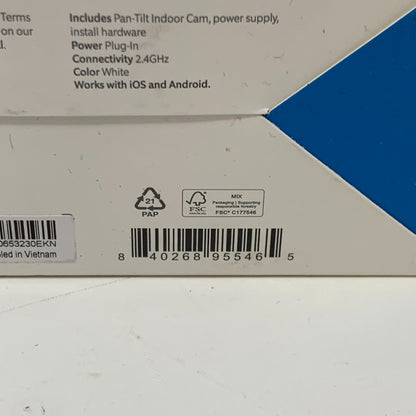 Terms
on our
Includes Pan-Tilt Indoor Cam, power supply,
install hardware
Power Plug-In
Connectivity 2.4GHz
Color White
Works with iOS and Android.
21
PAP
FSC
MIX
Packaging | Supporting
responsible forestry
FSC® C177546
0653230EKN
led in Vietnam
8 40268 95546 5